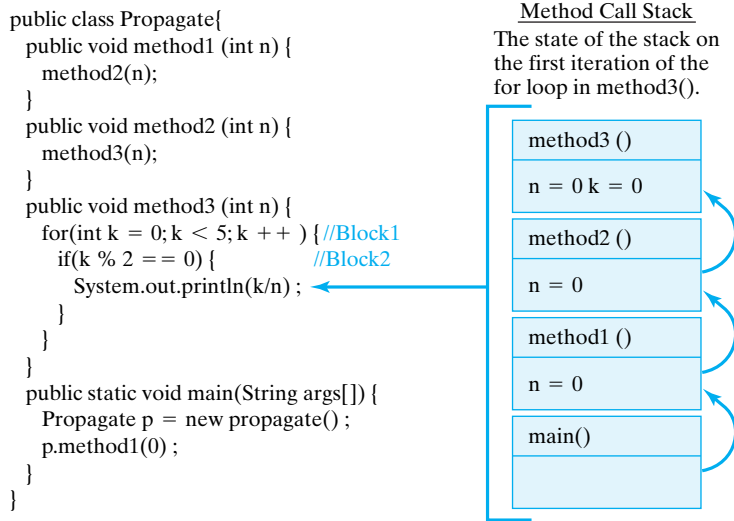 public class Propagate{
public void method1 (int n) {
method2(n);
}
public void method2 (int n) {
method3(n);
}
public void method3 (int n) {
for(int k = 0; k < 5; k ++ ) { //Block1
if(k % 2 == 0) { //Block2
System.out.println(k/n) ;
}
}
}
public static void main(String args[]) {
Propagate p = new propagate() ;
p.method1(0) ;
}
}
Method Call Stack
The state of the stack on
the first iteration of the
for loop in method3().
method3 ()
n = 0 k = 0
method2 ()
n = 0
method1 ()
n = 0
main()